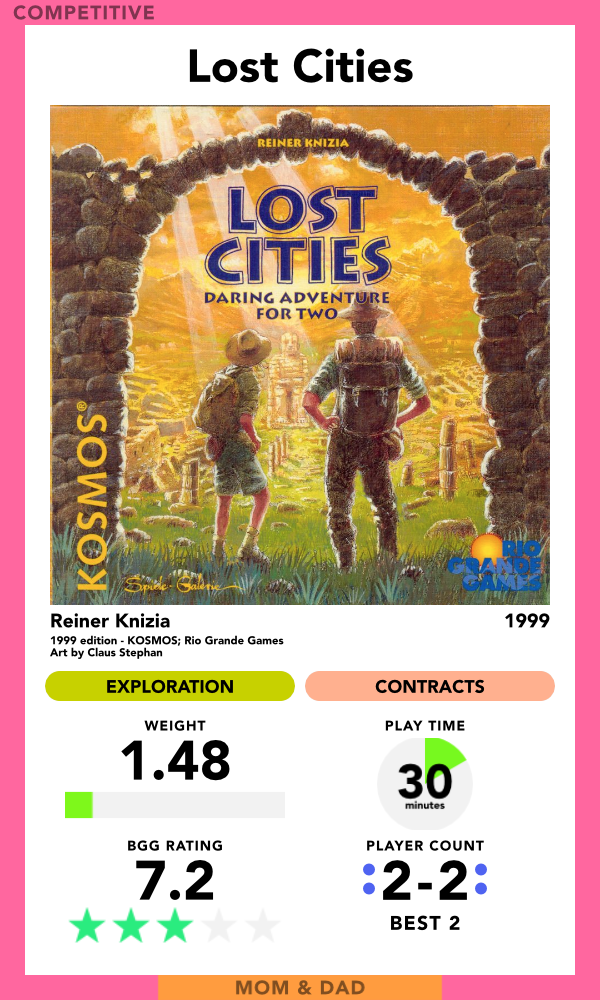 COMPETITIVE
Lost Cities
REINER KNIZIA
LOST
CITIES
DARING ADVENTURE
FOR TWO
KOSMOS®
Spiele-Galerie
RIO
GRANDE
GAMES
Reiner Knizia
1999
1999 edition - KOSMOS; Rio Grande Games
Art by Claus Stephan
EXPLORATION
CONTRACTS
WEIGHT
1.48
PLAY TIME
30
minutes
BGG RATING
7.2
PLAYER COUNT
:2-2:
BEST 2
MOM & DAD